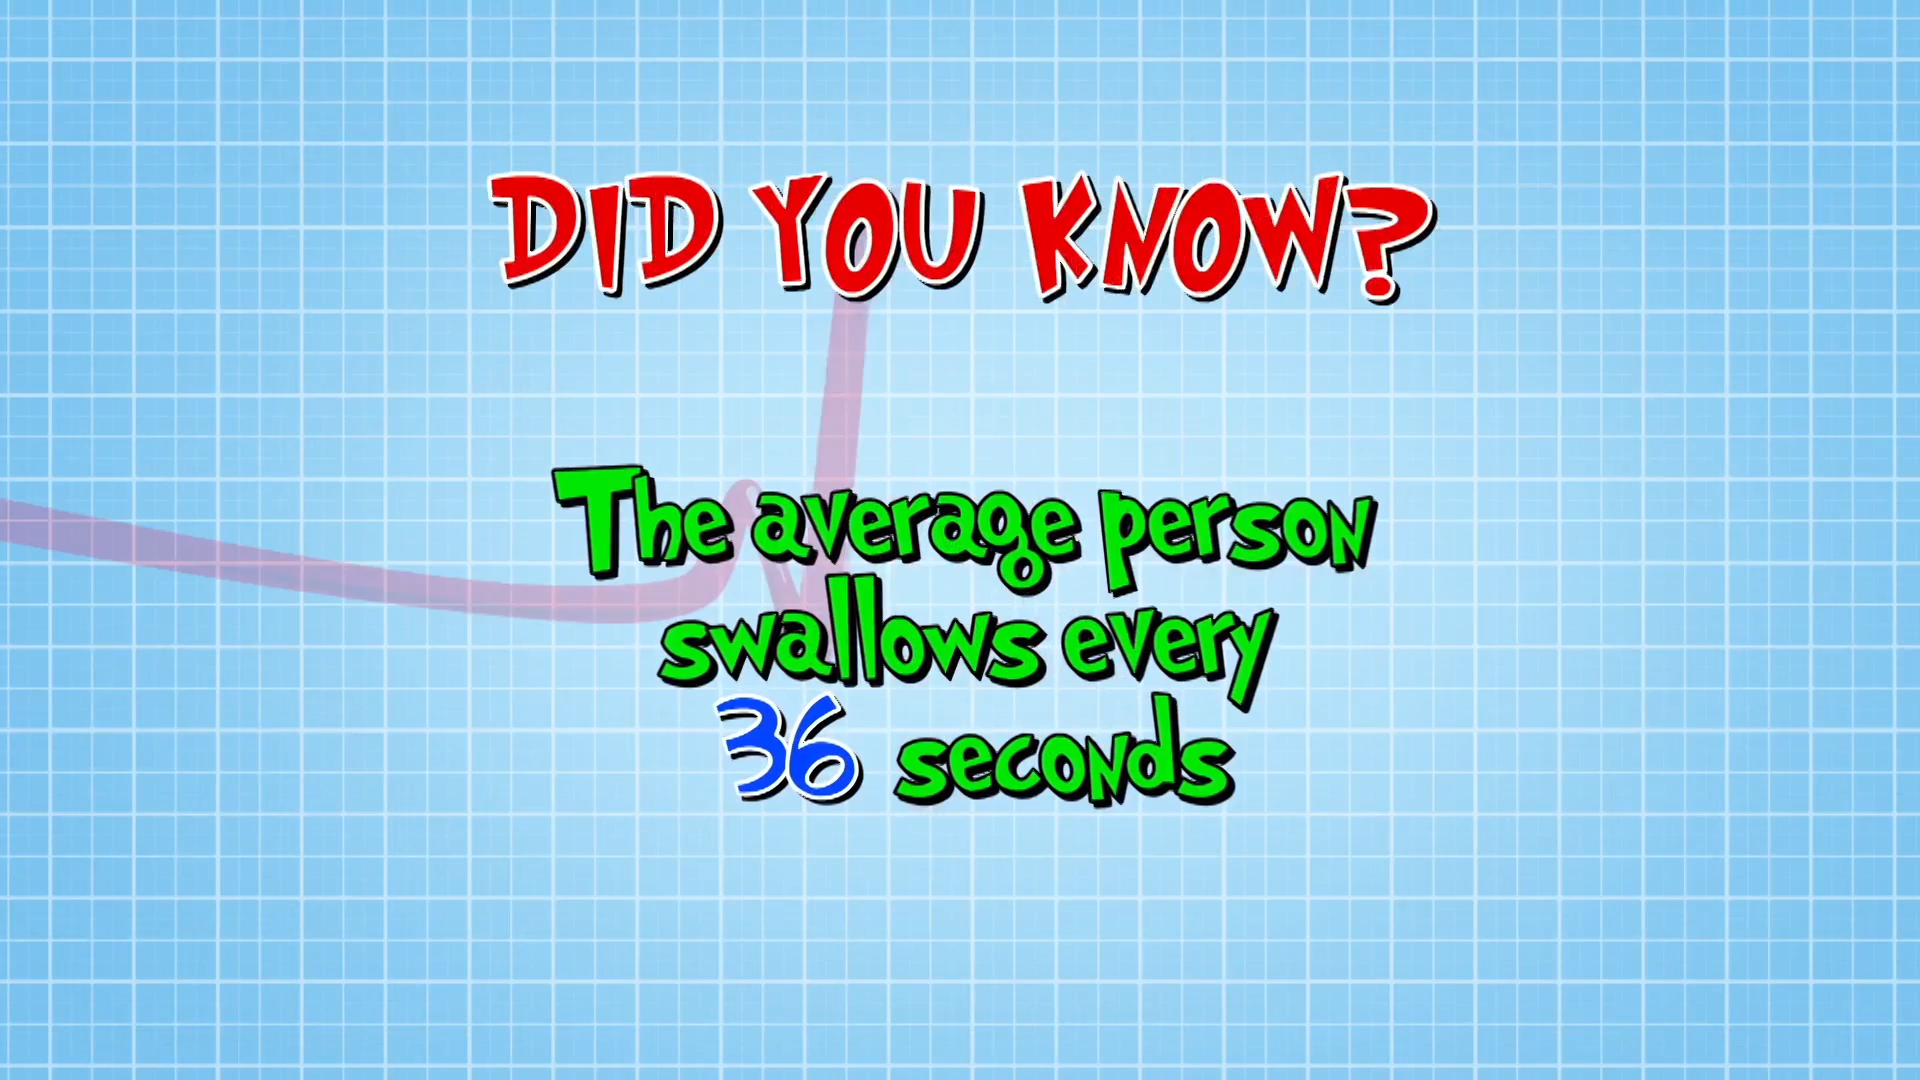 DID YOU KNOW?
The average person
swallows every
36 seconds